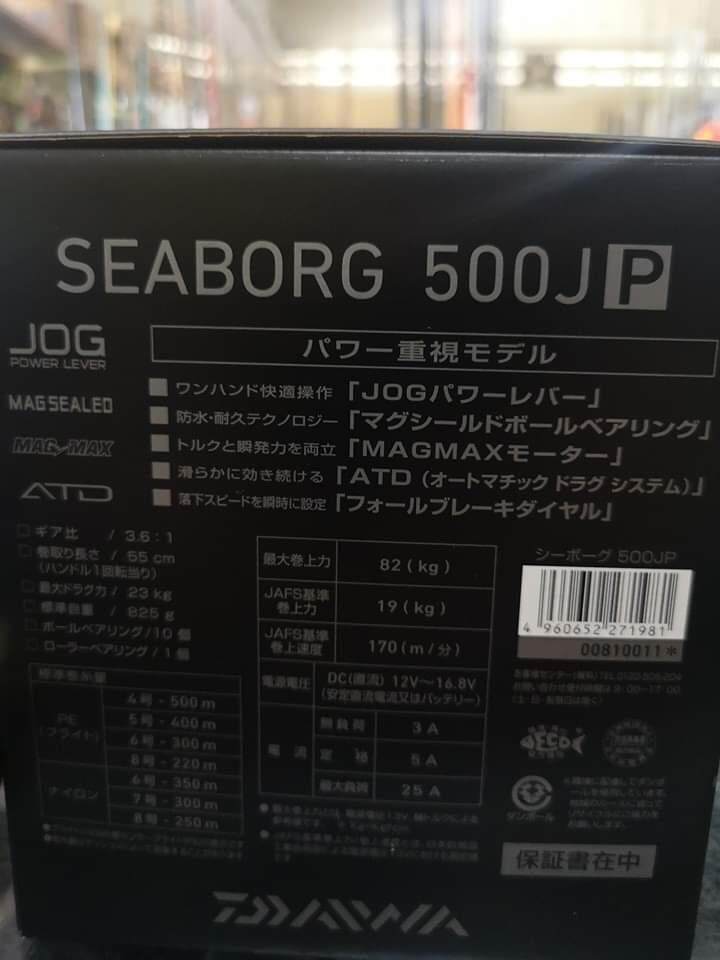 SEABORG 500J P
JOG
POWER LEVER
パワー重視モデル
MAGSEALED
MAG-MAX
ATD
ワンハンド快適操作「JOGパワーレバー」
防水・耐久テクノロジー「マグシールドボールベアリング」
トルクと瞬発力を両立「MAGMAXモーター」
滑らかに効き続ける「ATD (オートマチック ドラグ システム)」
落下スピードを瞬時に設定「フォールブレーキダイヤル」
ギア比 / 3.6:1
巻取り長さ / 55 cm
(ハンドル1回転当り)
最大ドラグ力 / 23 kg
標準自重 / 825 g
ボールベアリング/10個
ローラーベアリング/1個
標準巻糸量
PE
(ブライト)
4号 - 500 m
5号 - 400 m
6号 - 300 m
8号 - 220 m
ナイロン
6号 - 350 m
7号 - 300 m
8号 - 250 m
最大巻上力 82 (kg)
JAFS基準
巻上力 19 (kg)
JAFS基準
巻上速度 170 (m/分)
電源電圧 DC(直流) 12V〜16.8V
(安定直流電流又はバッテリー)
電流
無負荷 3 A
定格 5 A
最大負荷 25 A
シーボーグ 500JP
4 960652 271981
00810011*
ECO
ダンボール
保証書在中
DAIWA